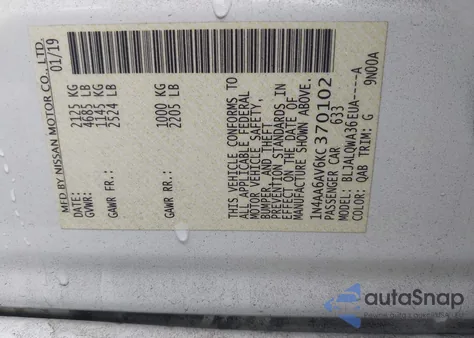 MFD BY NISSAN MOTOR CO., LTD
01/19
GVWR: 2125 KG
4685 LB
GAWR FR.: 1145 KG
2524 LB
GAWR RR: 1000 KG
2205 LB
THIS VEHICLE CONFORMS TO
ALL APPLICABLE FEDERAL
MOTOR VEHICLE SAFETY,
BUMPER, AND THEFT
PREVENTION STANDARDS IN
EFFECT ON THE DATE OF
MANUFACTURE SHOWN ABOVE.
1N4AA6AV6KC370102
PASSENGER CAR 633
MODEL: BLJALQWA36EUA----A
COLOR: QAB TRIM: G 9N00A
autoSnap